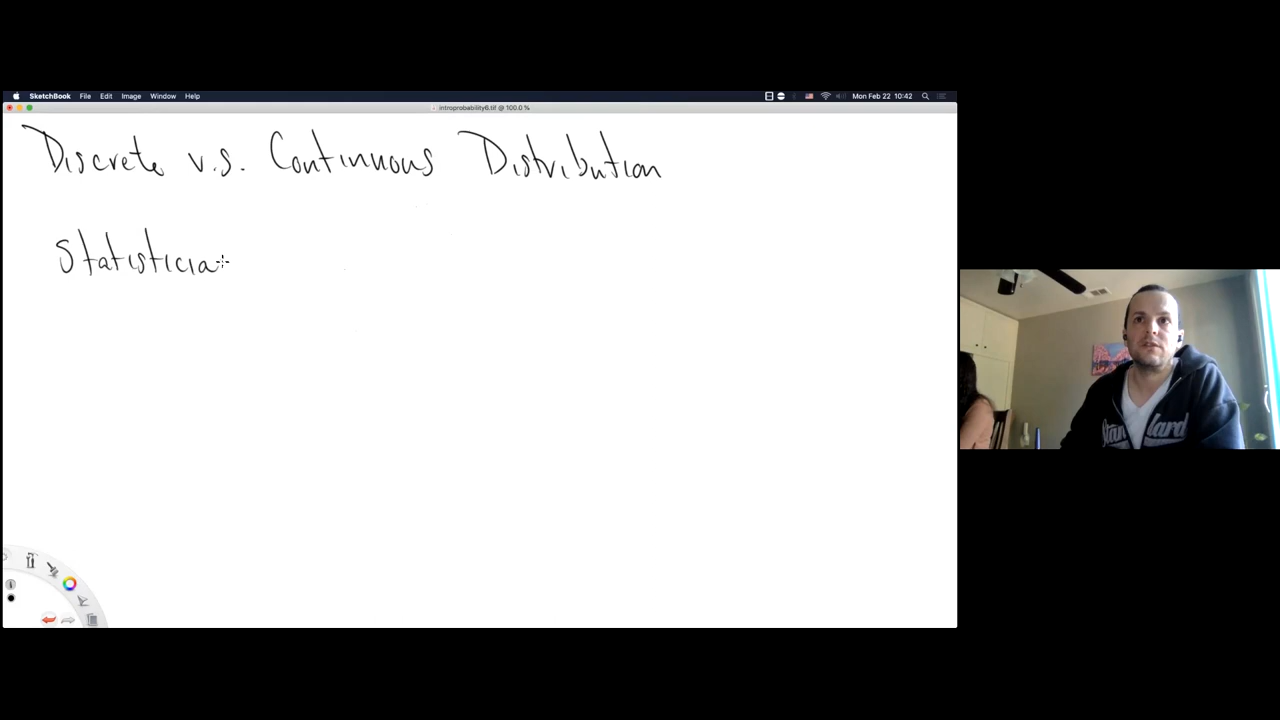 SketchBook File Edit Image Window Help Mon Feb 22 10:42
introprobability6.tif @ 100.0 %
Discrete v.s. Continuous Distribution
Statisticia